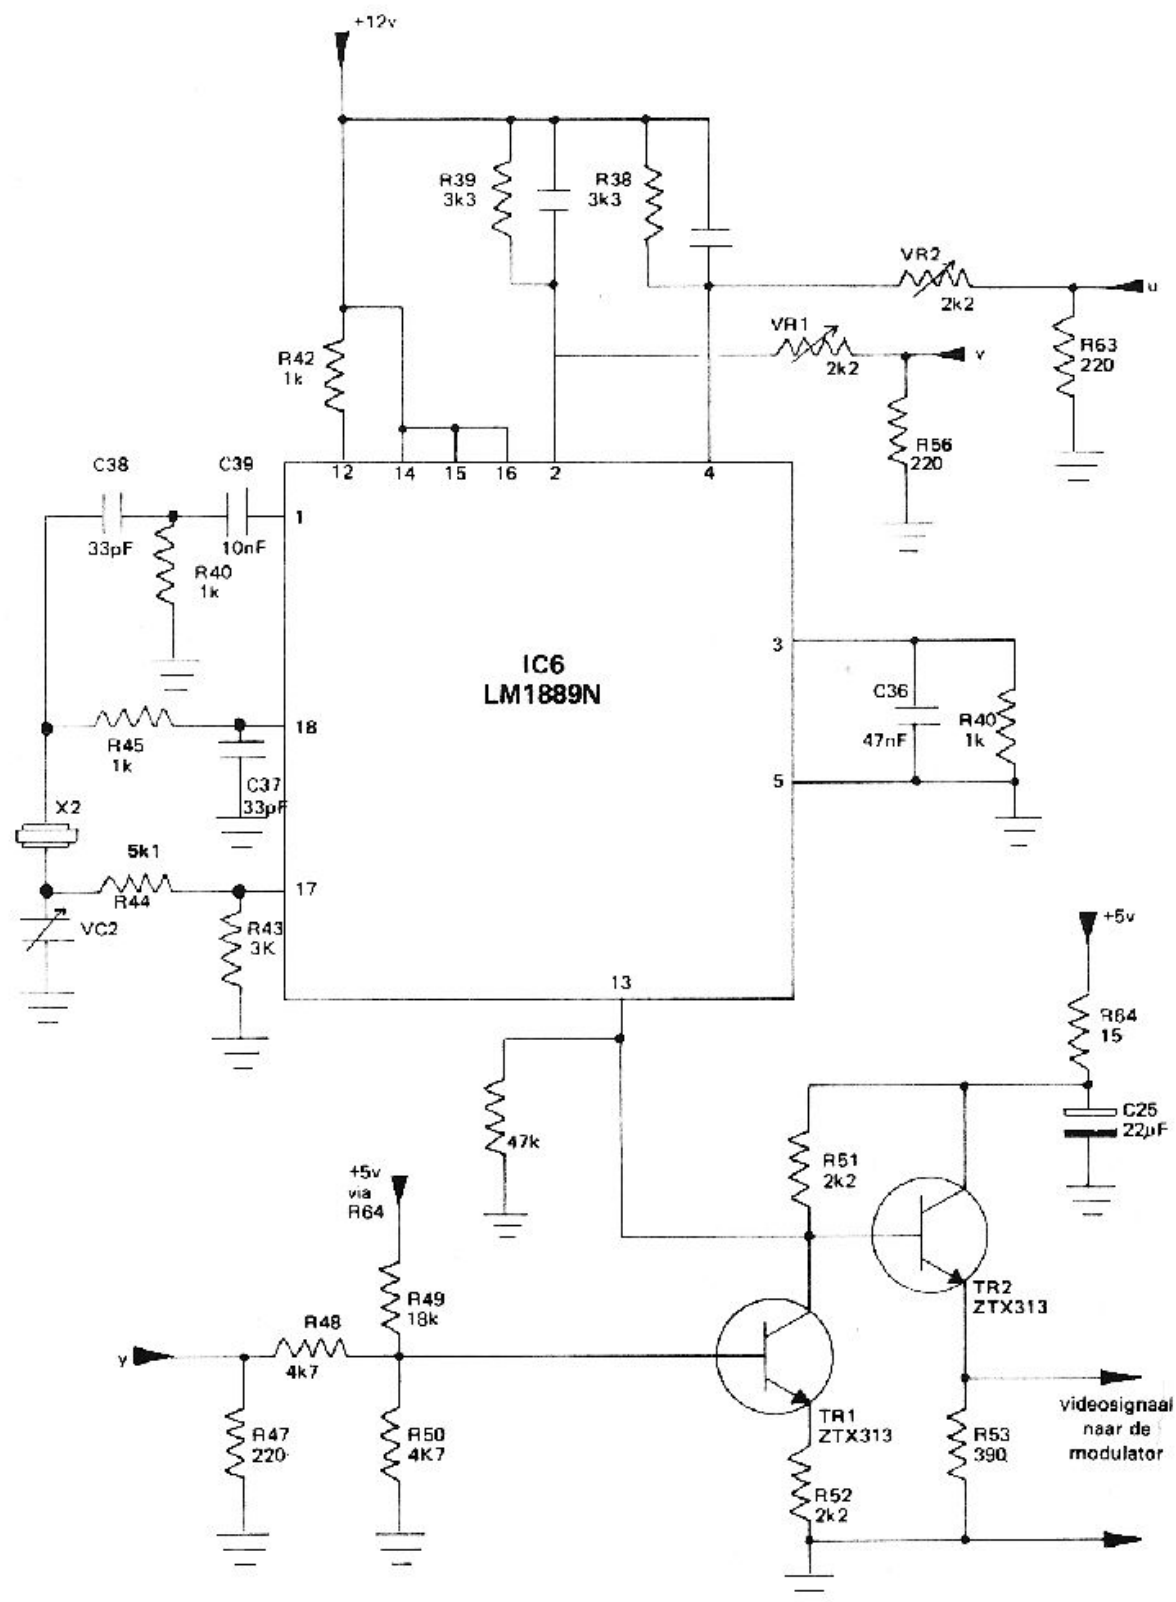 +12v
R39
3k3
R38
3k3
VR2
2k2
u
VR1
2k2
v
R63
220
R42
1k
R56
220
C38
C39
12
14
15
16
2
4
1
33pF
10nF
R40
1k
3
IC6
LM1889N
C36
47nF
R40
1k
18
R45
1k
C37
33pF
5
X2
5k1
R44
17
VC2
R43
3K
13
+5v
R64
15
C25
22µF
47k
R51
2k2
+5v
via
R64
TR2
ZTX313
R49
18k
R48
4k7
y
R47
220
R50
4K7
TR1
ZTX313
R53
390
videosignaal
naar de
modulator
R52
2k2